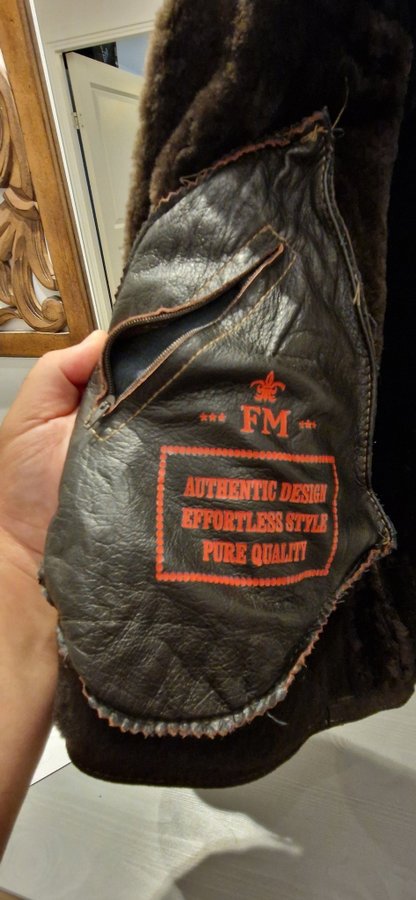 *** FM ***
AUTHENTIC DESIGN
EFFORTLESS STYLE
PURE QUALITY